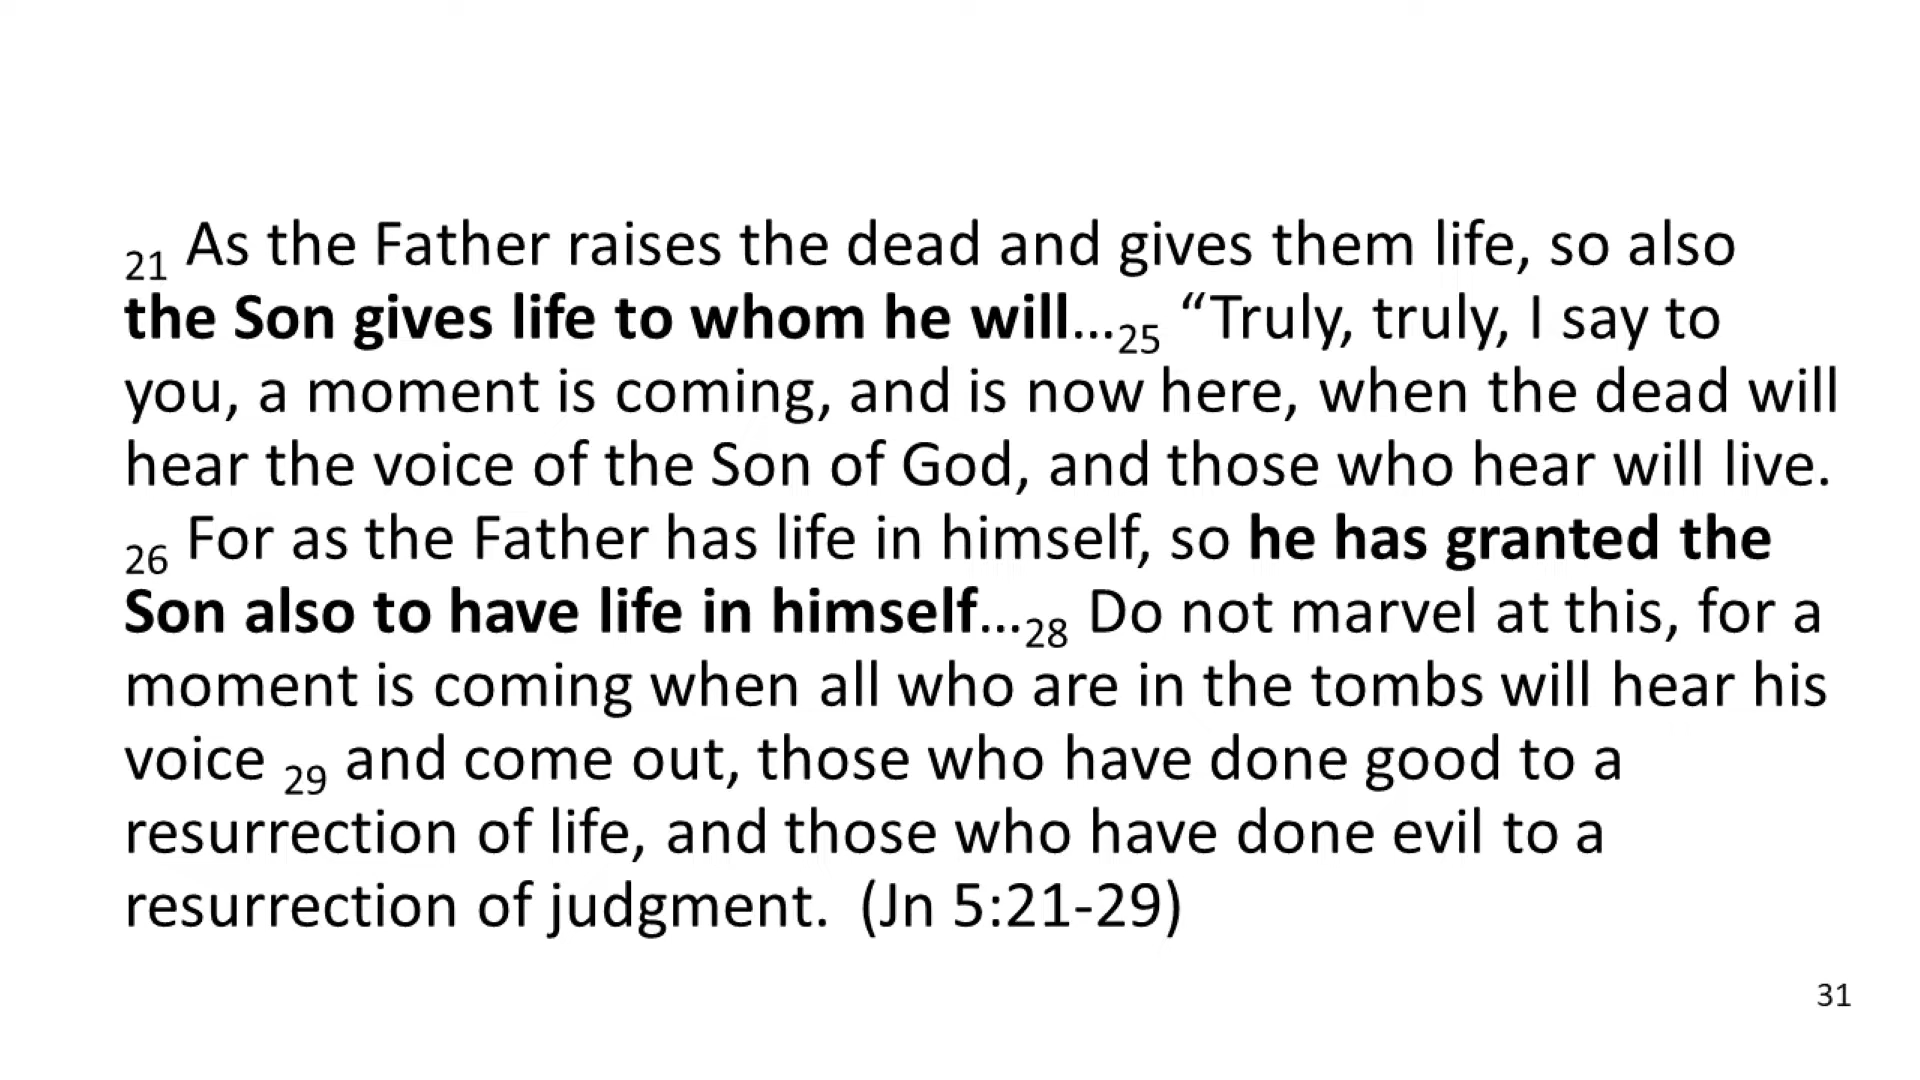 21 As the Father raises the dead and gives them life, so also
the Son gives life to whom he will…25 “Truly, truly, I say to
you, a moment is coming, and is now here, when the dead will
hear the voice of the Son of God, and those who hear will live.
26 For as the Father has life in himself, so he has granted the
Son also to have life in himself…28 Do not marvel at this, for a
moment is coming when all who are in the tombs will hear his
voice 29 and come out, those who have done good to a
resurrection of life, and those who have done evil to a
resurrection of judgment.  (Jn 5:21-29)
31